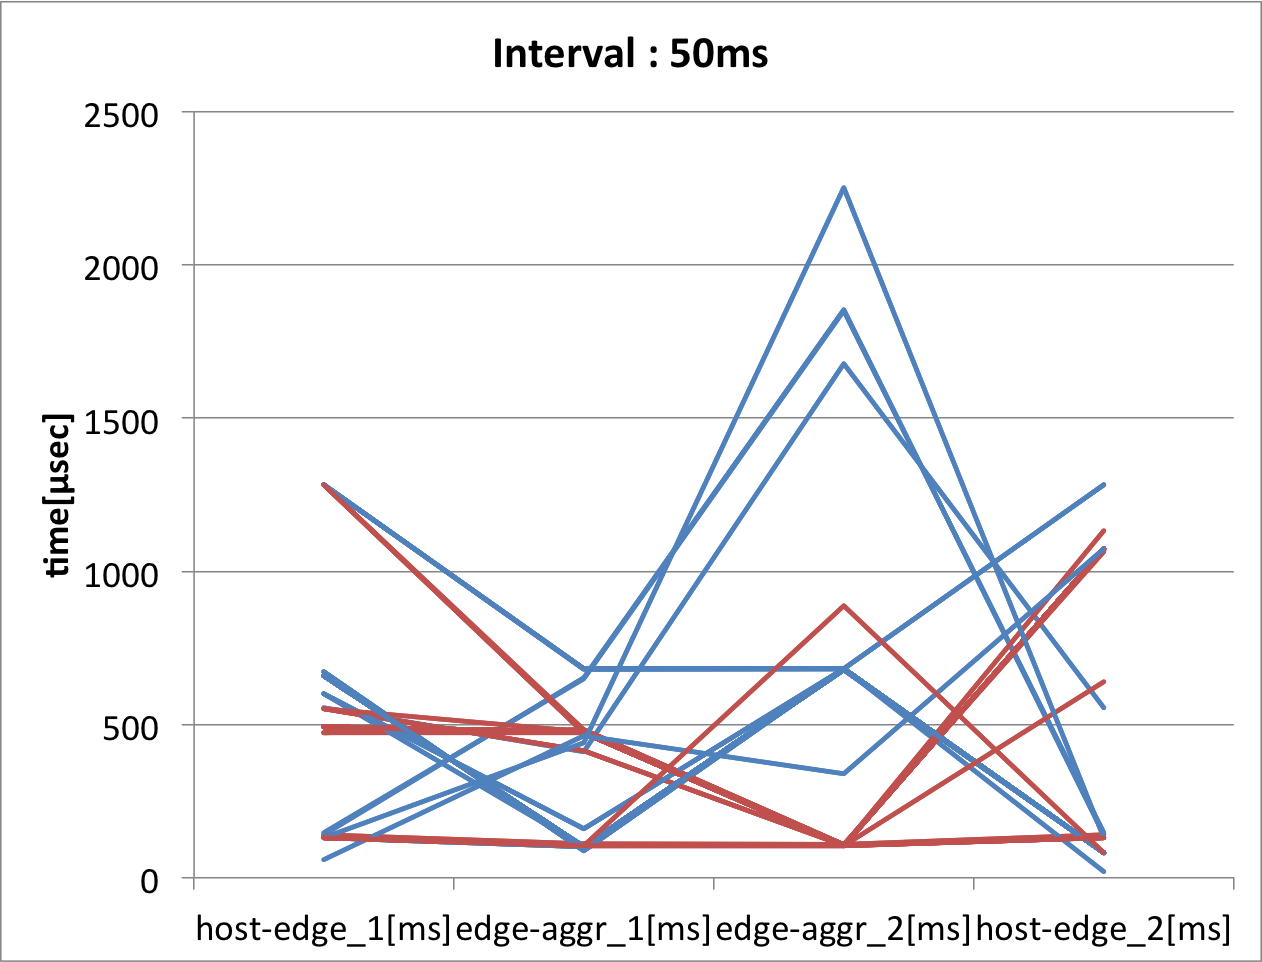 Interval : 50ms
2500
2000
1500
1000
500
0
time[μsec]
host-edge_1[ms] edge-aggr_1[ms] edge-aggr_2[ms] host-edge_2[ms]